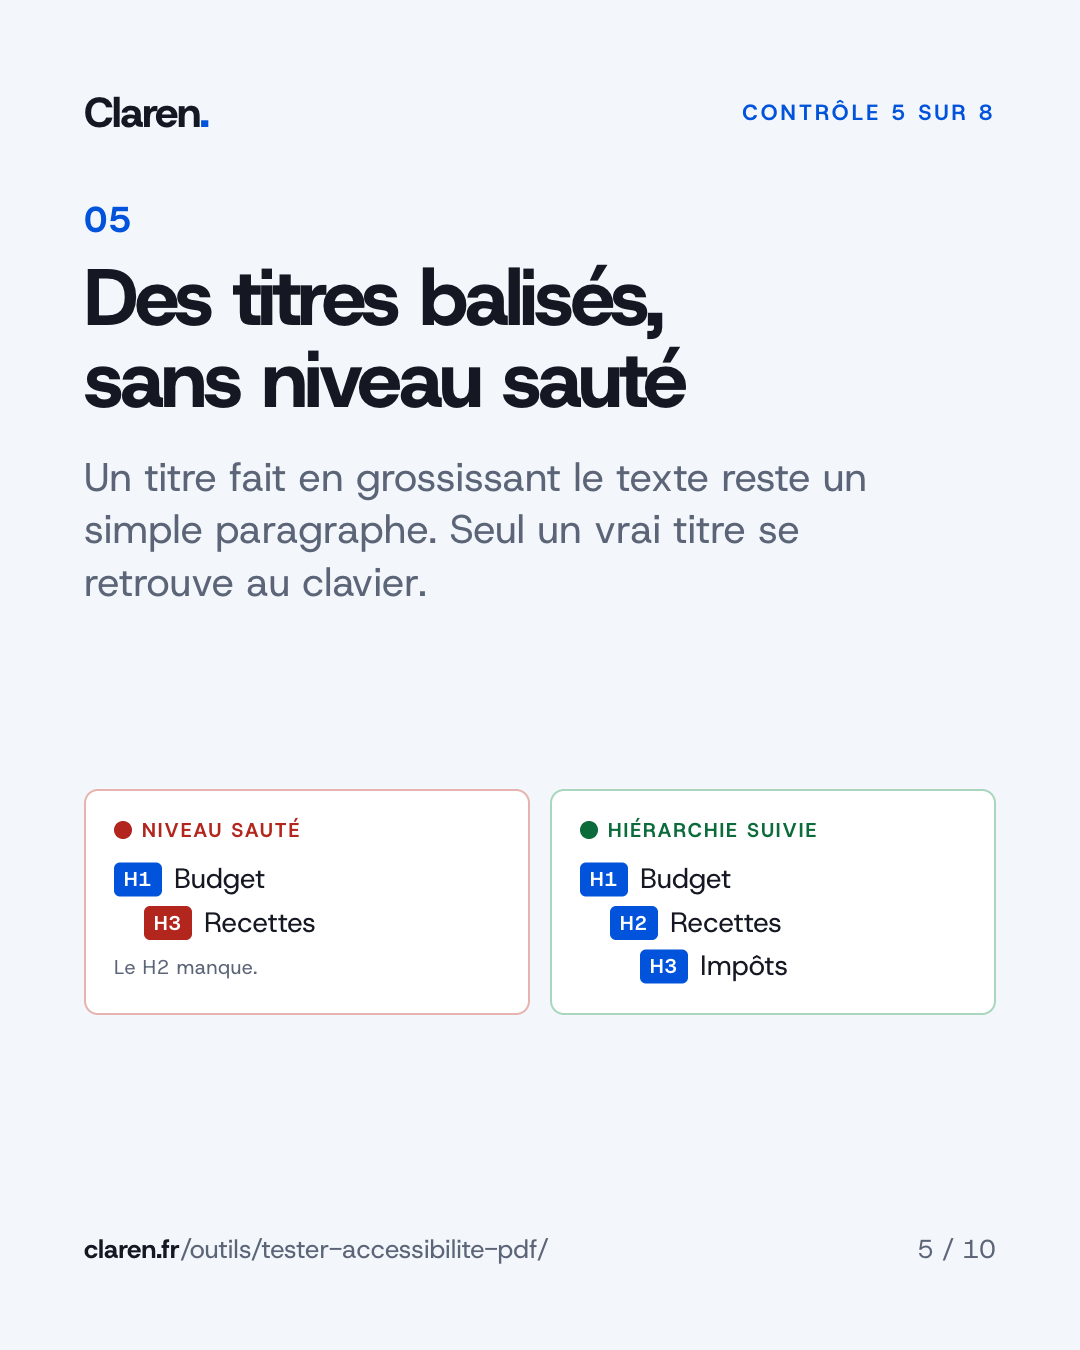 Claren.
CONTRÔLE 5 SUR 8
05
Des titres balisés,
sans niveau sauté
Un titre fait en grossissant le texte reste un
simple paragraphe. Seul un vrai titre se
retrouve au clavier.
NIVEAU SAUTÉ
H1 Budget
H3 Recettes
Le H2 manque.
HIÉRARCHIE SUIVIE
H1 Budget
H2 Recettes
H3 Impôts
claren.fr/outils/tester-accessibilite-pdf/
5 / 10